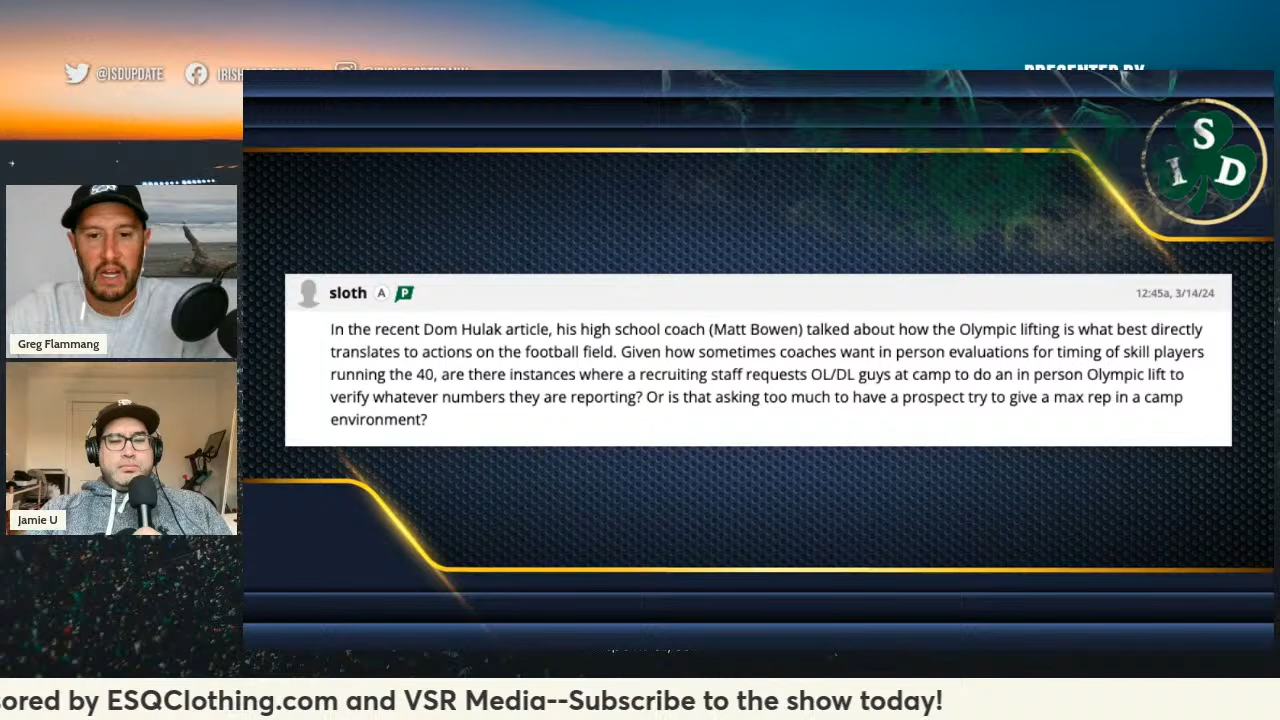 @ISDUPDATE
PRESENTED BY
S
I D
Greg Flammang
Jamie U
sloth A P
12:45a, 3/14/24
In the recent Dom Hulak article, his high school coach (Matt Bowen) talked about how the Olympic lifting is what best directly
translates to actions on the football field. Given how sometimes coaches want in person evaluations for timing of skill players
running the 40, are there instances where a recruiting staff requests OL/DL guys at camp to do an in person Olympic lift to
verify whatever numbers they are reporting? Or is that asking too much to have a prospect try to give a max rep in a camp
environment?
sored by ESQClothing.com and VSR Media--Subscribe to the show today!